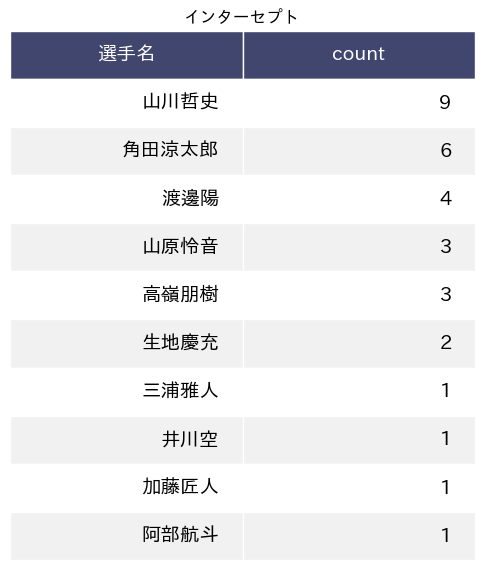 インターセプト
選手名 count
山川哲史 9
角田涼太郎 6
渡邊陽 4
山原怜音 3
高嶺朋樹 3
生地慶充 2
三浦雅人 1
井川空 1
加藤匠人 1
阿部航斗 1